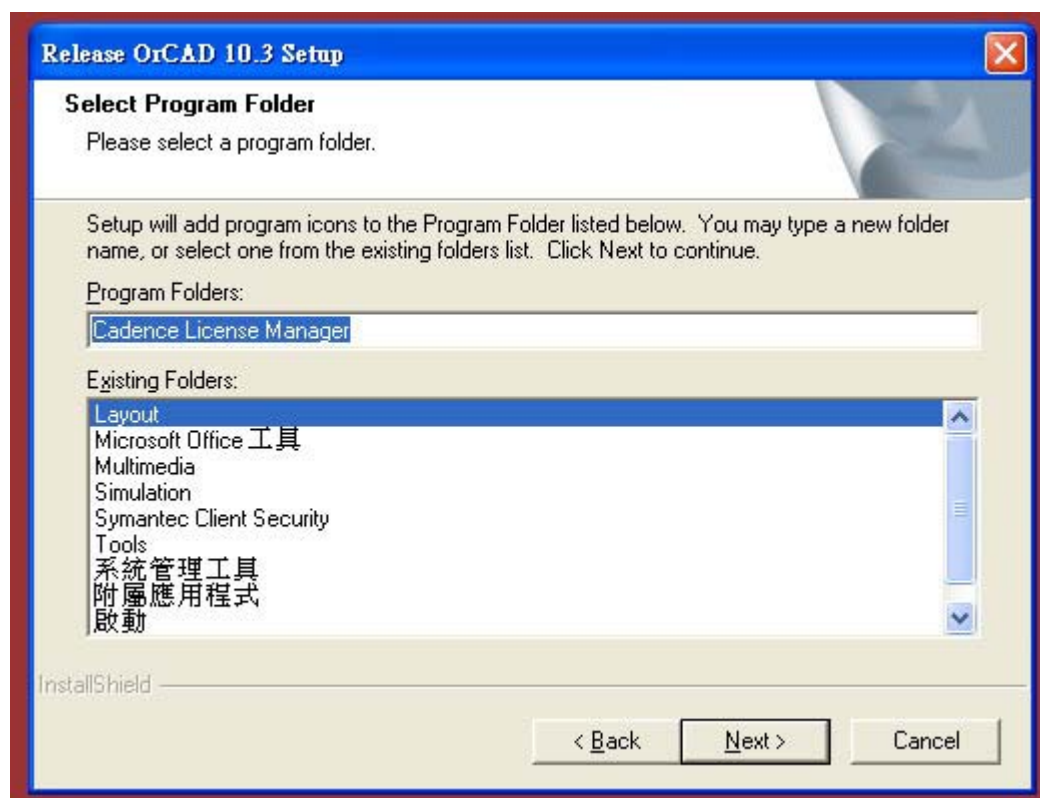 Release OrCAD 10.3 Setup
Select Program Folder
Please select a program folder.
Setup will add program icons to the Program Folder listed below. You may type a new folder
name, or select one from the existing folders list. Click Next to continue.
Program Folders:
Cadence License Manager
Existing Folders:
Layout
Microsoft Office 工具
Multimedia
Simulation
Symantec Client Security
Tools
系統管理工具
附屬應用程式
啟動
InstallShield
< Back
Next >
Cancel